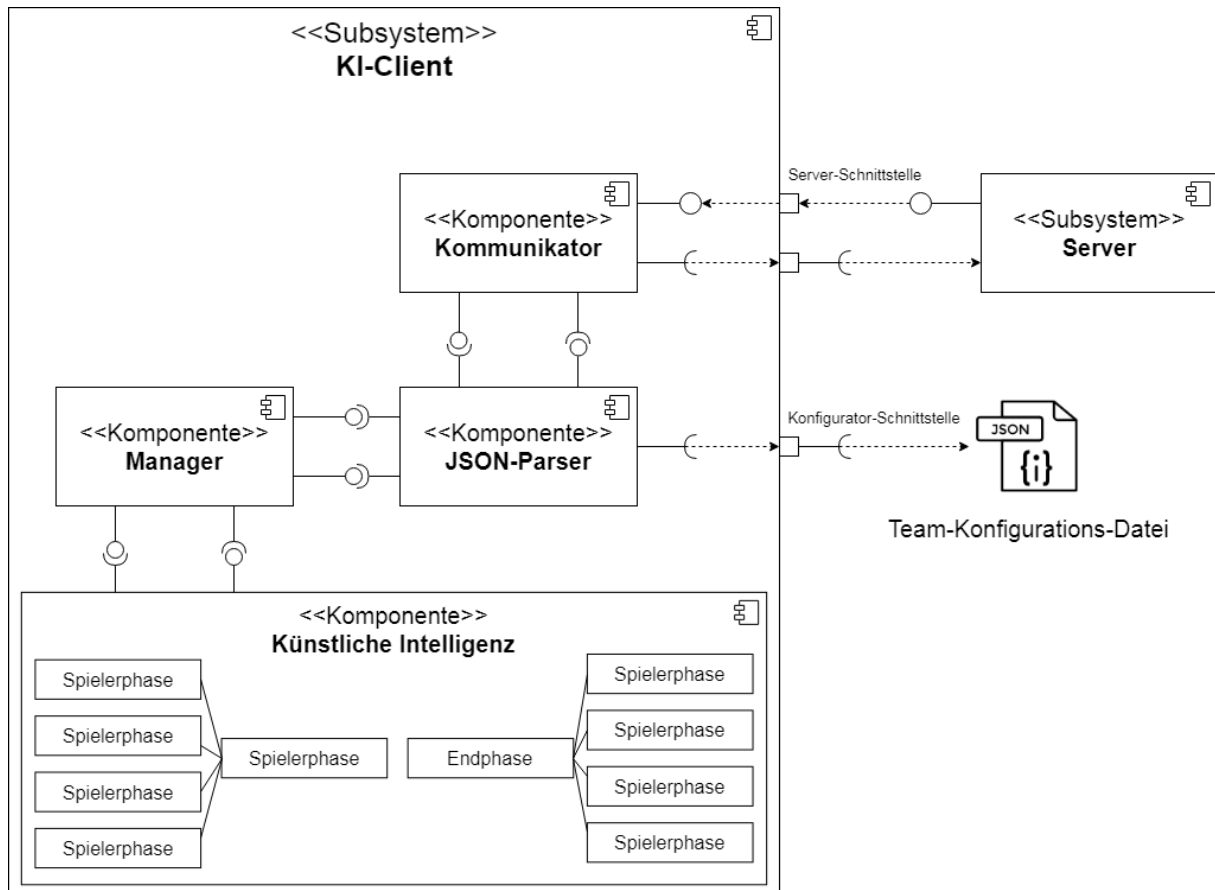 <<Subsystem>>
KI-Client
Server-Schnittstelle
<<Komponente>>
Kommunikator
<<Subsystem>>
Server
<<Komponente>>
Manager
<<Komponente>>
JSON-Parser
Konfigurator-Schnittstelle
JSON
{i}
Team-Konfigurations-Datei
<<Komponente>>
Künstliche Intelligenz
Spielerphase
Spielerphase
Spielerphase
Spielerphase
Spielerphase
Endphase
Spielerphase
Spielerphase
Spielerphase
Spielerphase